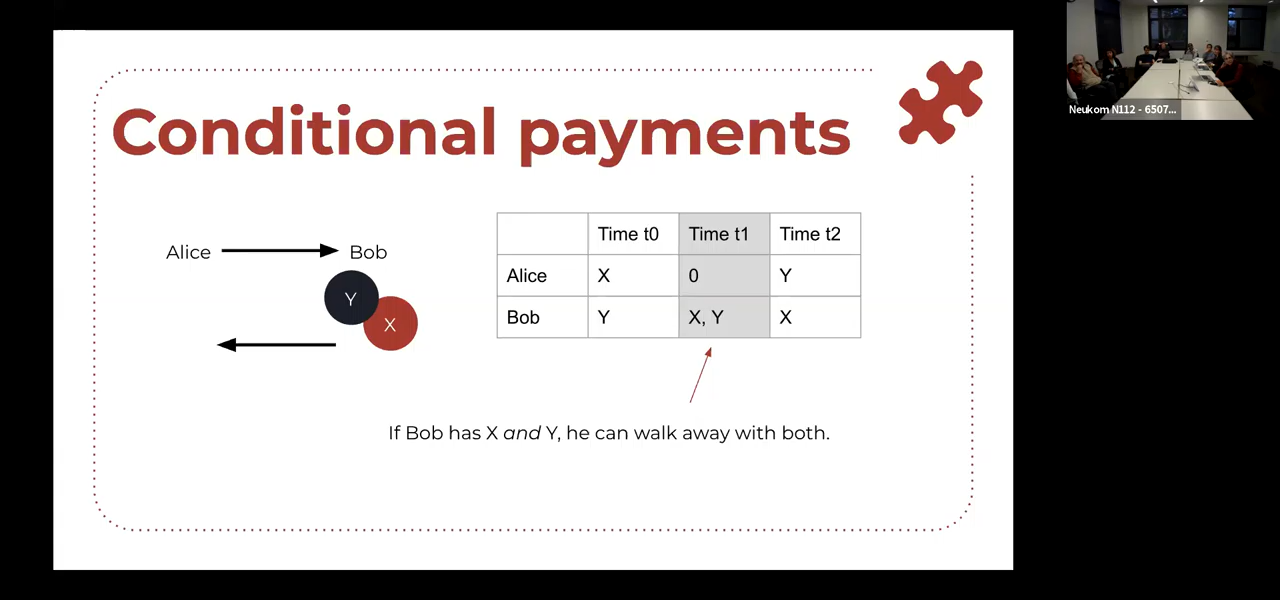 Conditional payments
Alice Bob
Y
X
Time t0 Time t1 Time t2
Alice X 0 Y
Bob Y X, Y X
If Bob has X and Y, he can walk away with both.
Neukom N112 - 6507...